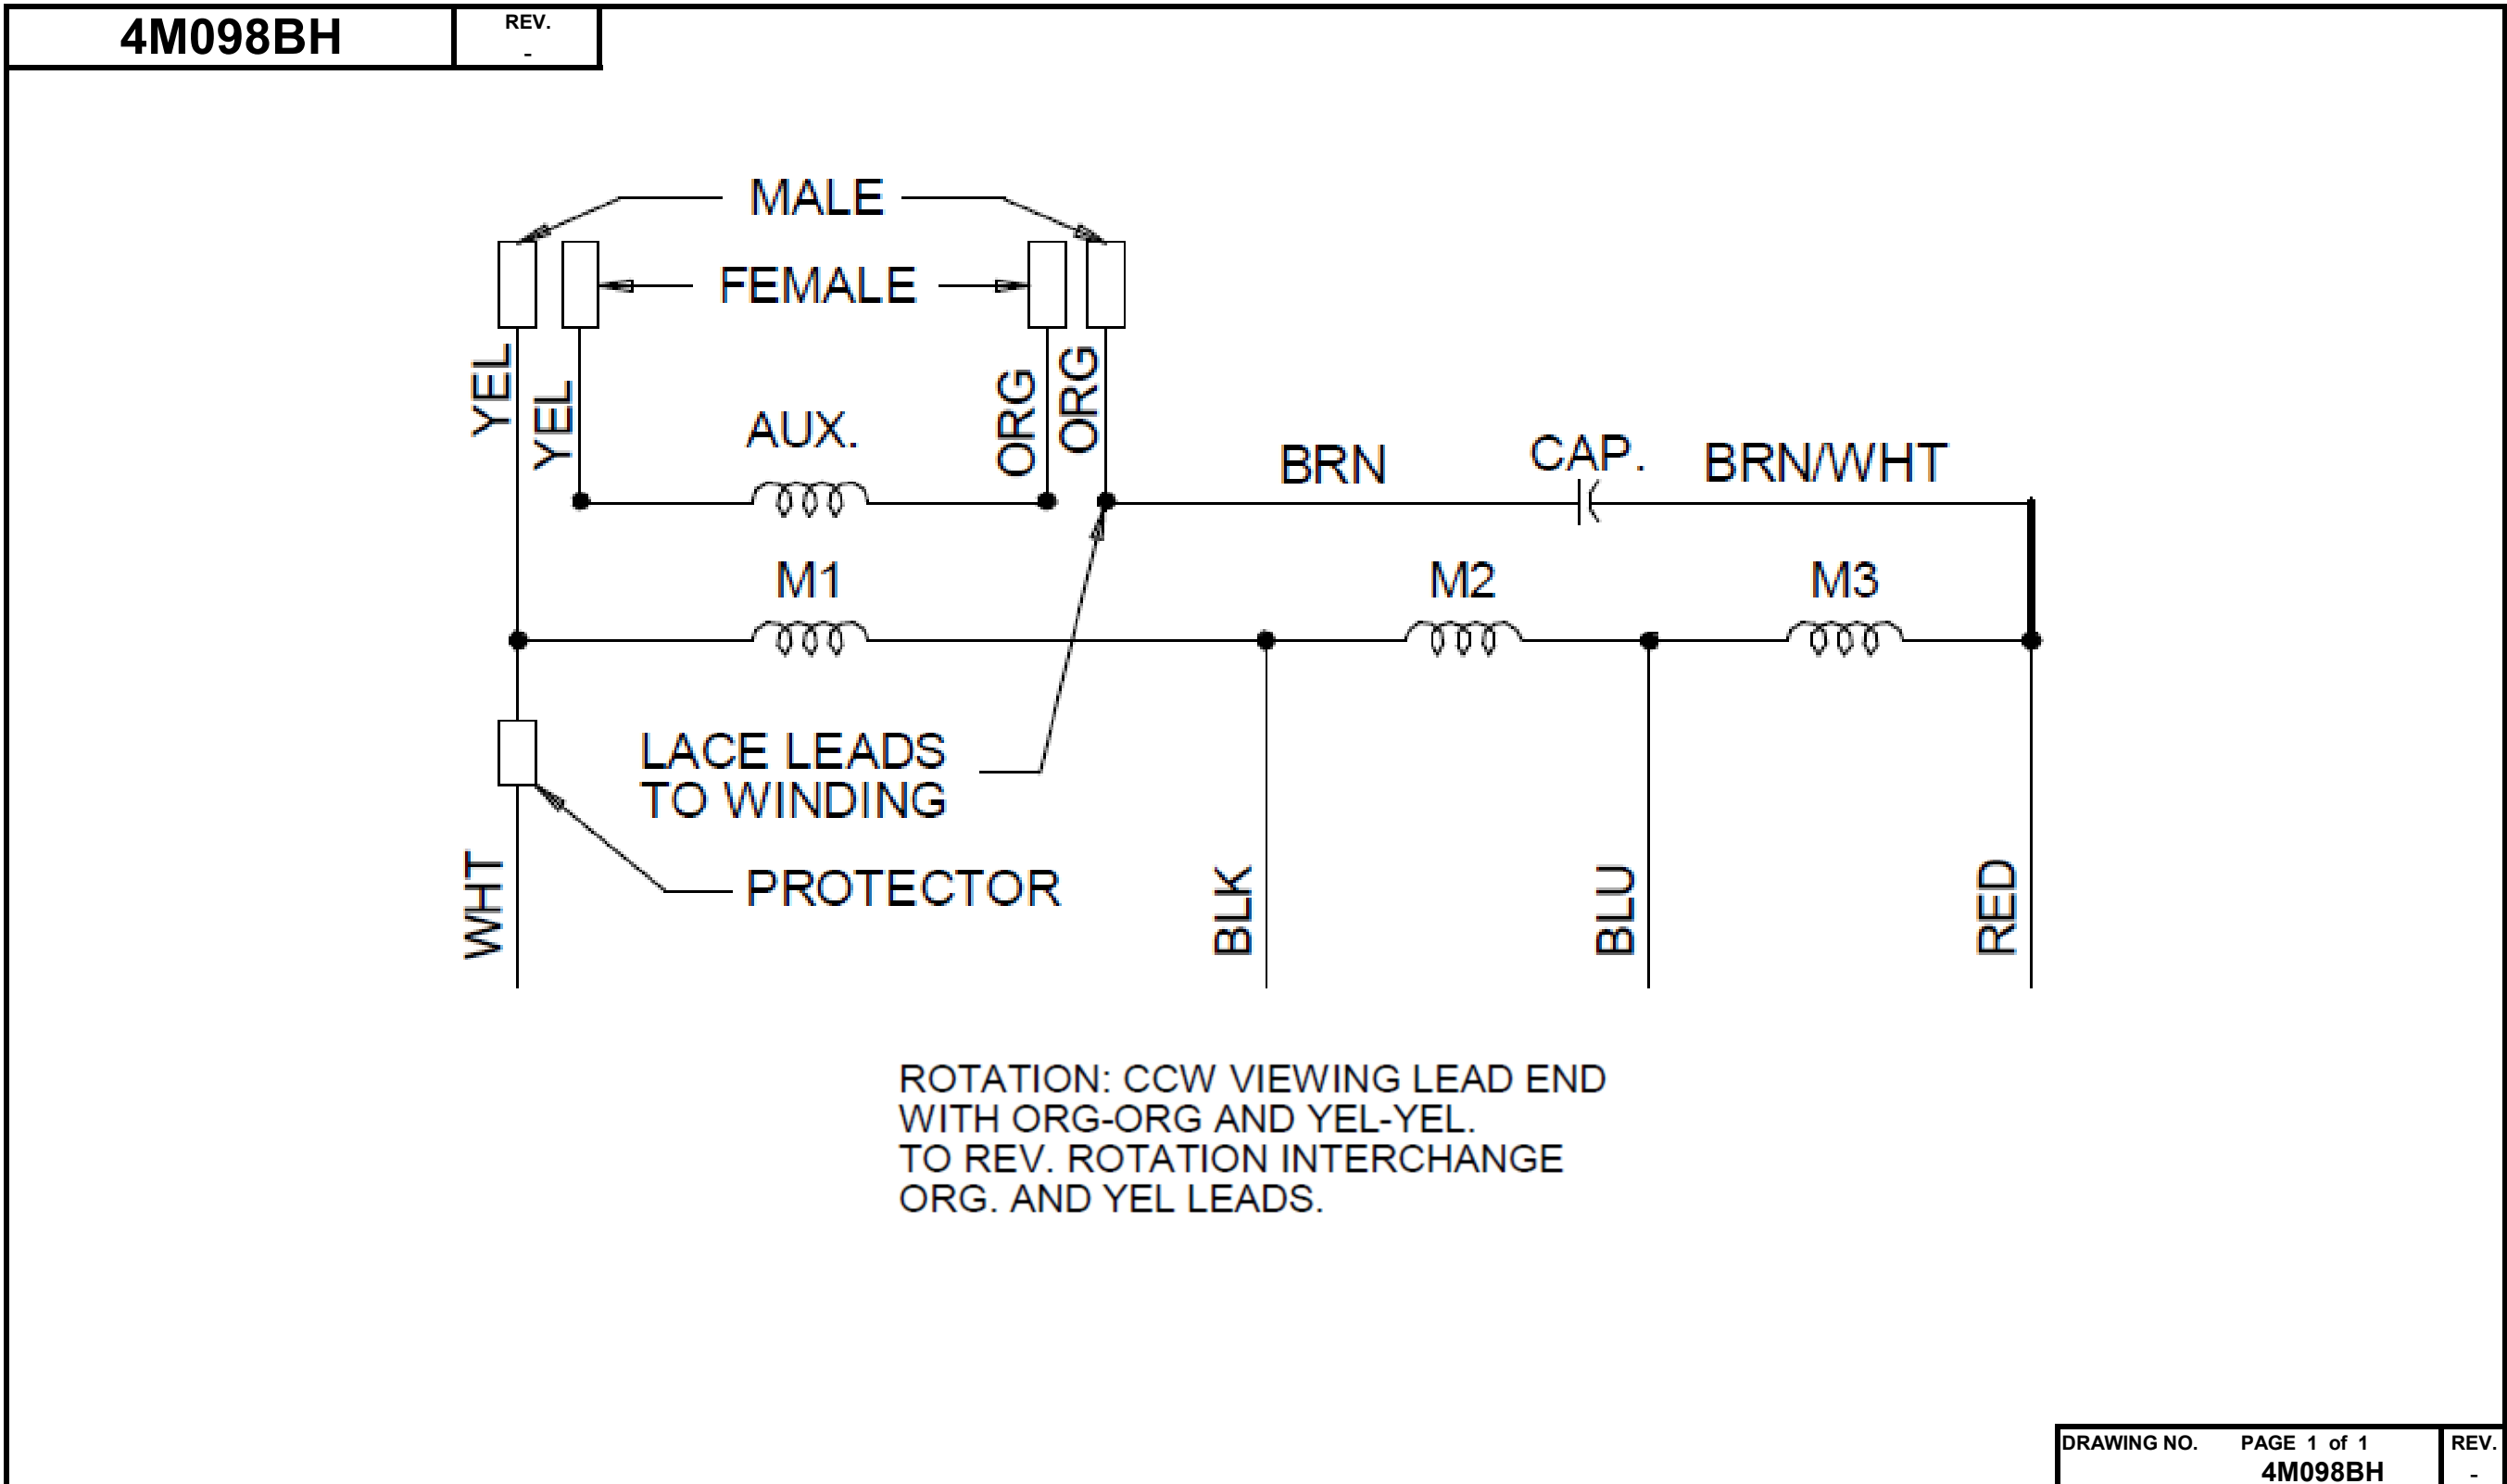 4M098BH
REV.
-
MALE
FEMALE
YEL
YEL
ORG
ORG
AUX.
BRN
CAP.
BRN/WHT
M1
M2
M3
LACE LEADS
TO WINDING
PROTECTOR
WHT
BLK
BLU
RED
ROTATION: CCW VIEWING LEAD END
WITH ORG-ORG AND YEL-YEL.
TO REV. ROTATION INTERCHANGE
ORG. AND YEL LEADS.
DRAWING NO. PAGE 1 of 1
4M098BH
REV.
-